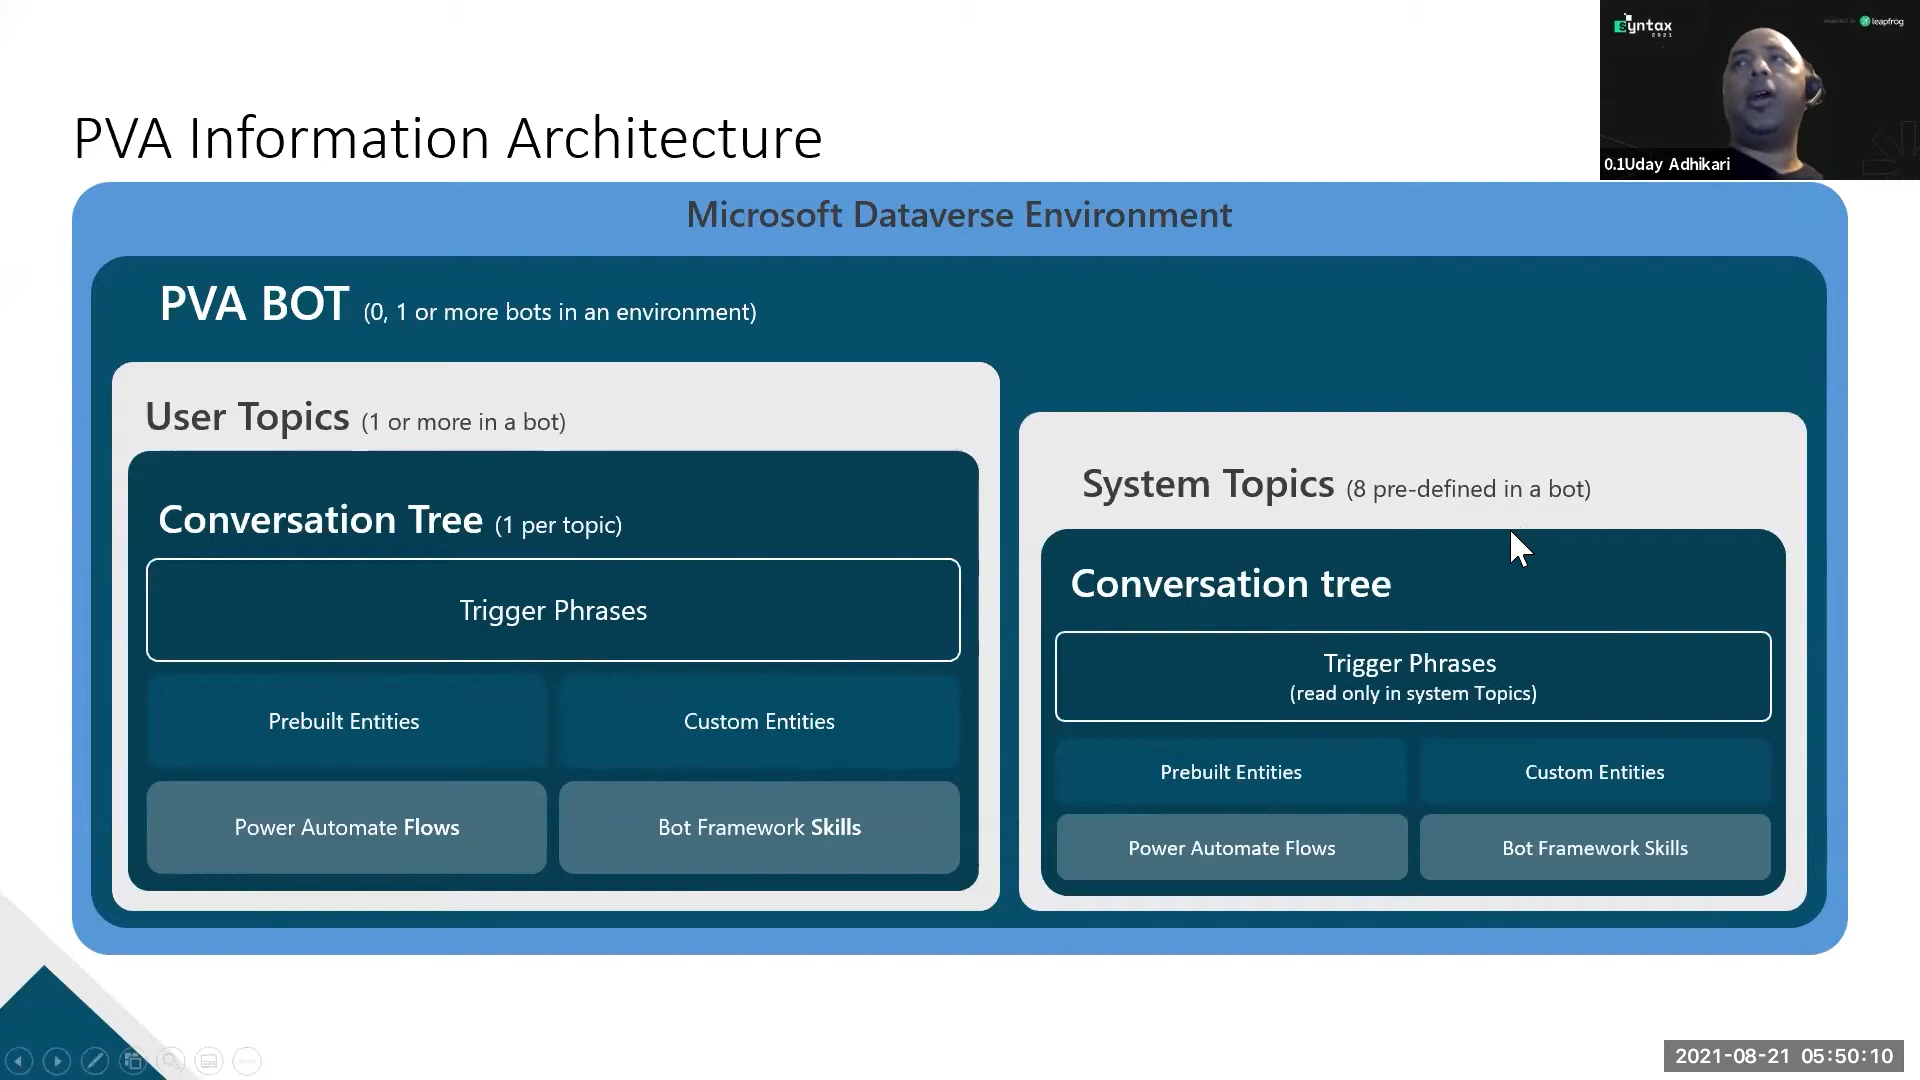 PVA Information Architecture
syntax
2021
leapfrog
0.1Uday Adhikari
Microsoft Dataverse Environment
PVA BOT (0, 1 or more bots in an environment)
User Topics (1 or more in a bot)
Conversation Tree (1 per topic)
Trigger Phrases
Prebuilt Entities
Custom Entities
Power Automate Flows
Bot Framework Skills
System Topics (8 pre-defined in a bot)
Conversation tree
Trigger Phrases
(read only in system Topics)
Prebuilt Entities
Custom Entities
Power Automate Flows
Bot Framework Skills
2021-08-21 05:50:10